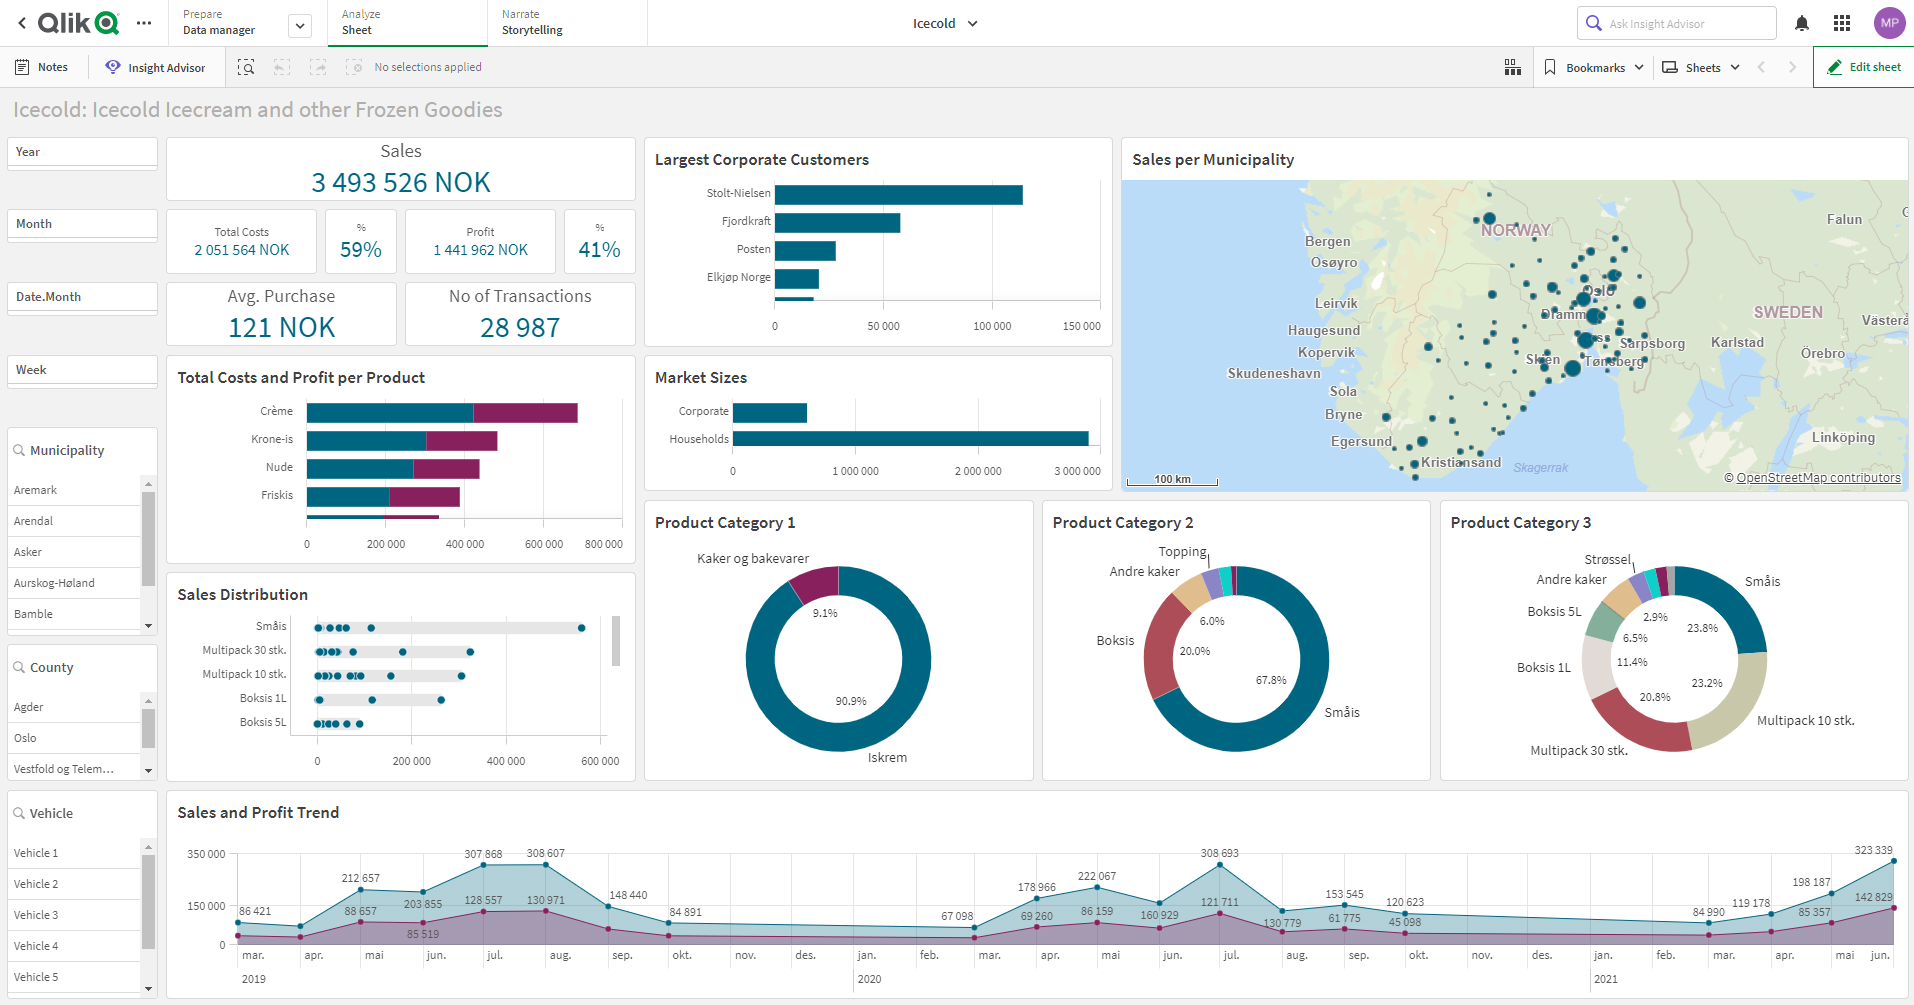 Qlik
Prepare
Data manager
Analyze
Sheet
Narrate
Storytelling
Icecold
Ask Insight Advisor
MP
Notes
Insight Advisor
No selections applied
Bookmarks
Sheets
Edit sheet
Icecold: Icecold Icecream and other Frozen Goodies
Year
Month
Date.Month
Week
Municipality
Aremark
Arendal
Asker
Aurskog-Høland
Bamble
County
Agder
Oslo
Vestfold og Telem...
Vehicle
Vehicle 1
Vehicle 2
Vehicle 3
Vehicle 4
Vehicle 5
Sales
3 493 526 NOK
Total Costs
2 051 564 NOK
%
59%
Profit
1 441 962 NOK
%
41%
Avg. Purchase
121 NOK
No of Transactions
28 987
Total Costs and Profit per Product
Crème
Krone-is
Nude
Friskis
0
200 000
400 000
600 000
800 000
Sales Distribution
Småis
Multipack 30 stk.
Multipack 10 stk.
Boksis 1L
Boksis 5L
0
200 000
400 000
600 000
Largest Corporate Customers
Stolt-Nielsen
Fjordkraft
Posten
Elkjøp Norge
0
50 000
100 000
150 000
Market Sizes
Corporate
Households
0
1 000 000
2 000 000
3 000 000
Sales per Municipality
NORWAY
Falun
Bergen
Osøyro
Leirvik
Oslo
SWEDEN
Haugesund
Dramm
Västerå
Kopervik
Sarpsborg
Karlstad
Örebro
Skudeneshavn
Skien
Tønsberg
Sola
Bryne
Egersund
Linköping
Kristiansand
Skagerrak
100 km
© OpenStreetMap contributors
Product Category 1
Kaker og bakevarer
9.1%
90.9%
Iskrem
Product Category 2
Topping
Andre kaker
6.0%
Boksis
20.0%
67.8%
Småis
Product Category 3
Strøssel
Andre kaker
Småis
Boksis 5L
2.9%
23.8%
6.5%
Boksis 1L
11.4%
23.2%
20.8%
Multipack 10 stk.
Multipack 30 stk.
Sales and Profit Trend
350 000
150 000
0
86 421
212 657
88 657
203 855
85 519
307 868
128 557
308 607
130 971
148 440
84 891
67 098
178 966
69 260
222 067
86 159
160 929
308 693
121 711
130 779
153 545
61 775
120 623
45 098
84 990
119 178
198 187
85 357
323 339
142 829
mar.
apr.
mai
jun.
jul.
aug.
sep.
okt.
nov.
des.
jan.
feb.
mar.
apr.
mai
jun.
jul.
aug.
sep.
okt.
nov.
des.
jan.
feb.
mar.
apr.
mai
jun.
2019
2020
2021